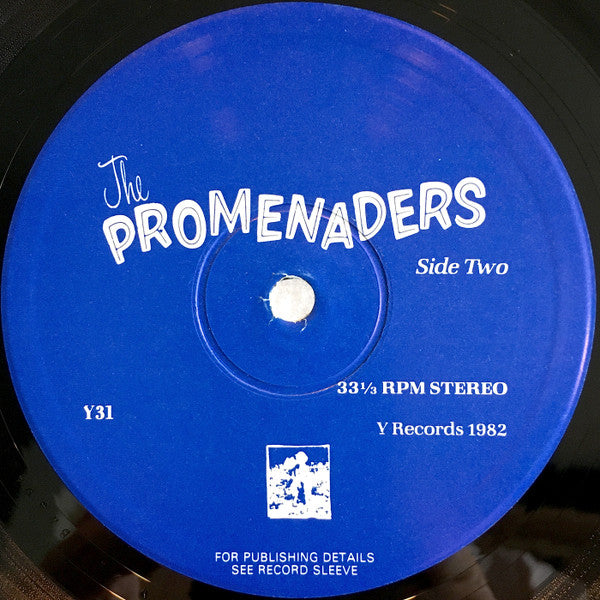 The
PROMENADERS
Side Two
33⅓ RPM STEREO
Y31
Y Records 1982
FOR PUBLISHING DETAILS
SEE RECORD SLEEVE